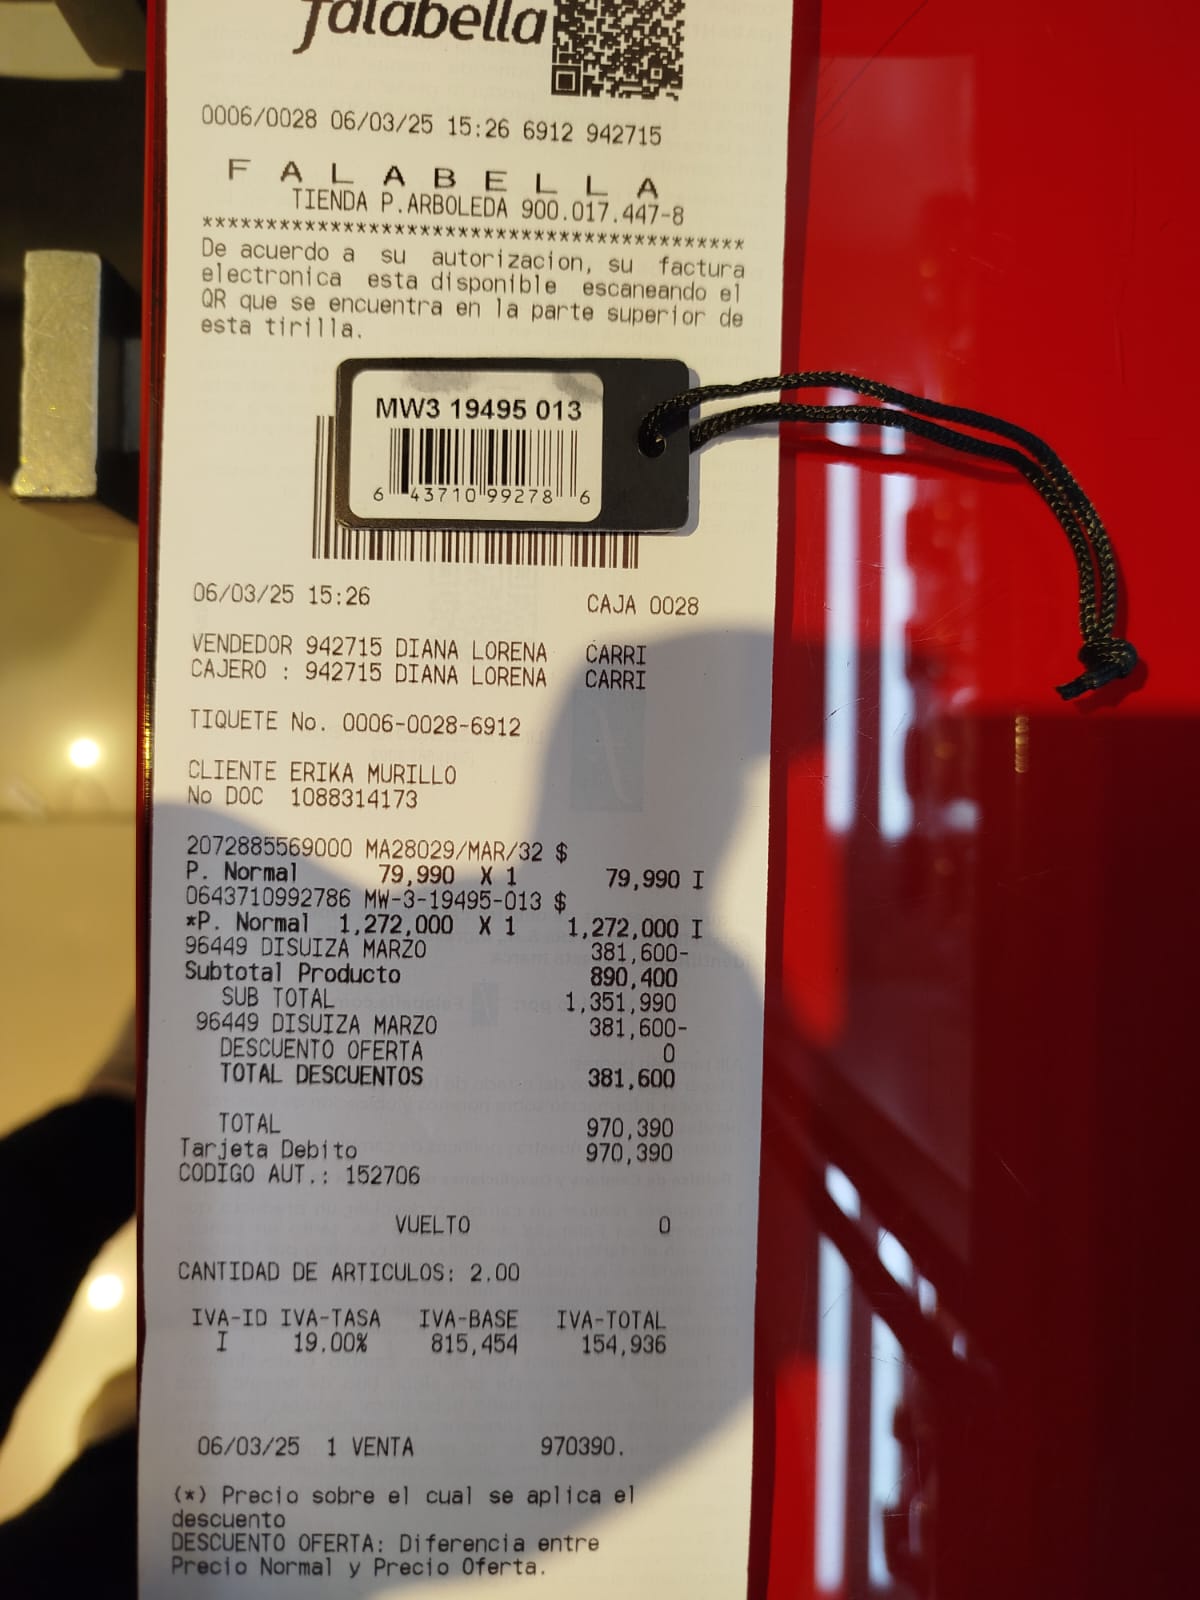 falabella
0006/0028 06/03/25 15:26 6912 942715
F A L A B E L L A
TIENDA P.ARBOLEDA 900.017.447-8
*******************************************
De acuerdo a su autorizacion, su factura
electronica esta disponible escaneando el
QR que se encuentra en la parte superior de
esta tirilla.
MW3 19495 013
6 43710 99278 6
06/03/25 15:26 CAJA 0028
VENDEDOR 942715 DIANA LORENA CARRI
CAJERO : 942715 DIANA LORENA CARRI
TIQUETE No. 0006-0028-6912
CLIENTE ERIKA MURILLO
No DOC 1088314173
2072885569000 MA28029/MAR/32 $
P. Normal 79,990 X 1 79,990 I
0643710992786 MW-3-19495-013 $
*P. Normal 1,272,000 X 1 1,272,000 I
96449 DISUIZA MARZO 381,600-
Subtotal Producto 890,400
SUB TOTAL 1,351,990
96449 DISUIZA MARZO 381,600-
DESCUENTO OFERTA 0
TOTAL DESCUENTOS 381,600
TOTAL 970,390
Tarjeta Debito 970,390
CODIGO AUT.: 152706
VUELTO 0
CANTIDAD DE ARTICULOS: 2.00
IVA-ID IVA-TASA IVA-BASE IVA-TOTAL
I 19.00% 815,454 154,936
06/03/25 1 VENTA 970390.
(*) Precio sobre el cual se aplica el
descuento
DESCUENTO OFERTA: Diferencia entre
Precio Normal y Precio Oferta.